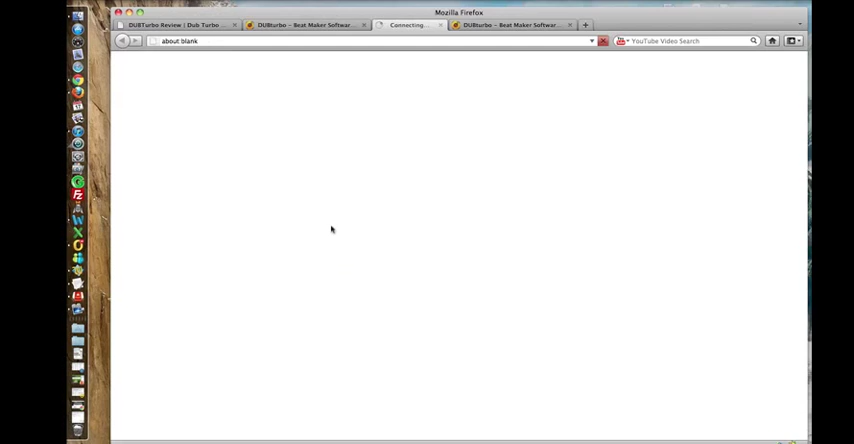 Mozilla Firefox
DUBTurbo Review | Dub Turbo ...
DUBturbo - Beat Maker Softwar...
Connecting...
DUBturbo - Beat Maker Softwar...
about:blank
YouTube Video Search